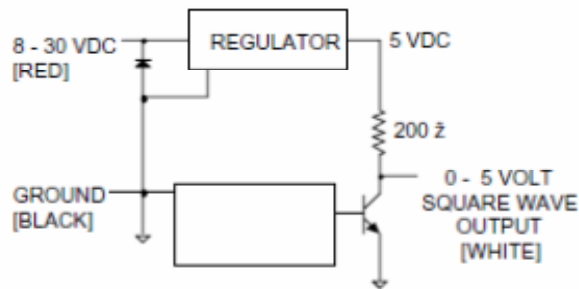 8 - 30 VDC
[RED]
REGULATOR
5 VDC
200 ž
GROUND
[BLACK]
0 - 5 VOLT
SQUARE WAVE
OUTPUT
[WHITE]